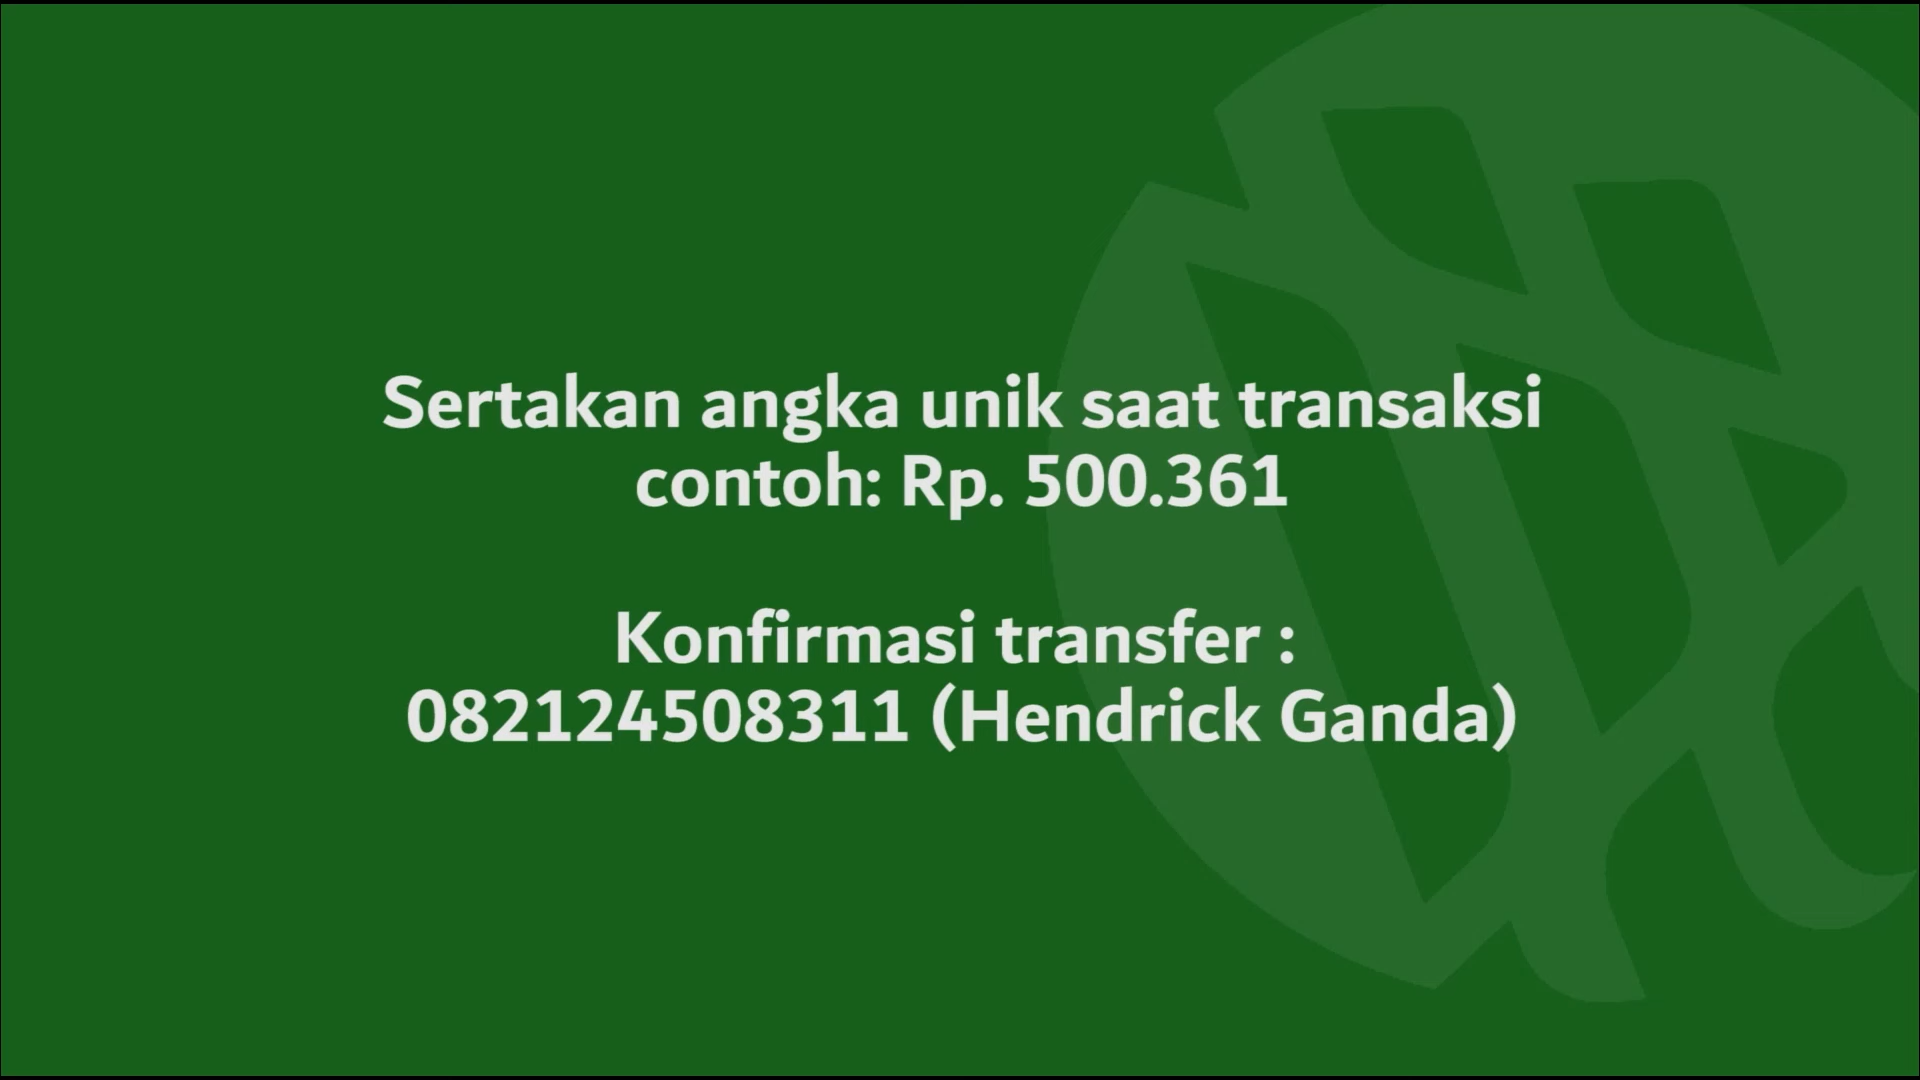 Sertakan angka unik saat transaksi
contoh: Rp. 500.361
Konfirmasi transfer :
082124508311 (Hendrick Ganda)